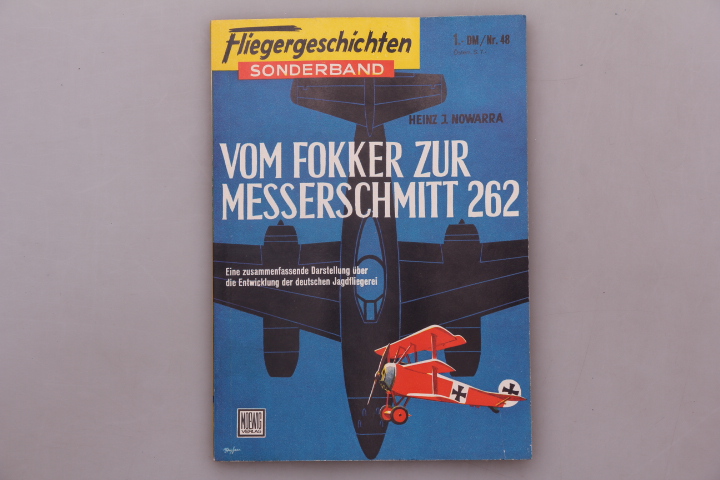 Fliegergeschichten
SONDERBAND
1.- DM/Nr. 48
HEINZ J. NOWARRA
VOM FOKKER ZUR
MESSERSCHMITT 262
Eine zusammenfassende Darstellung über
die Entwicklung der deutschen Jagdfliegerei
MOEWIG
VERLAG